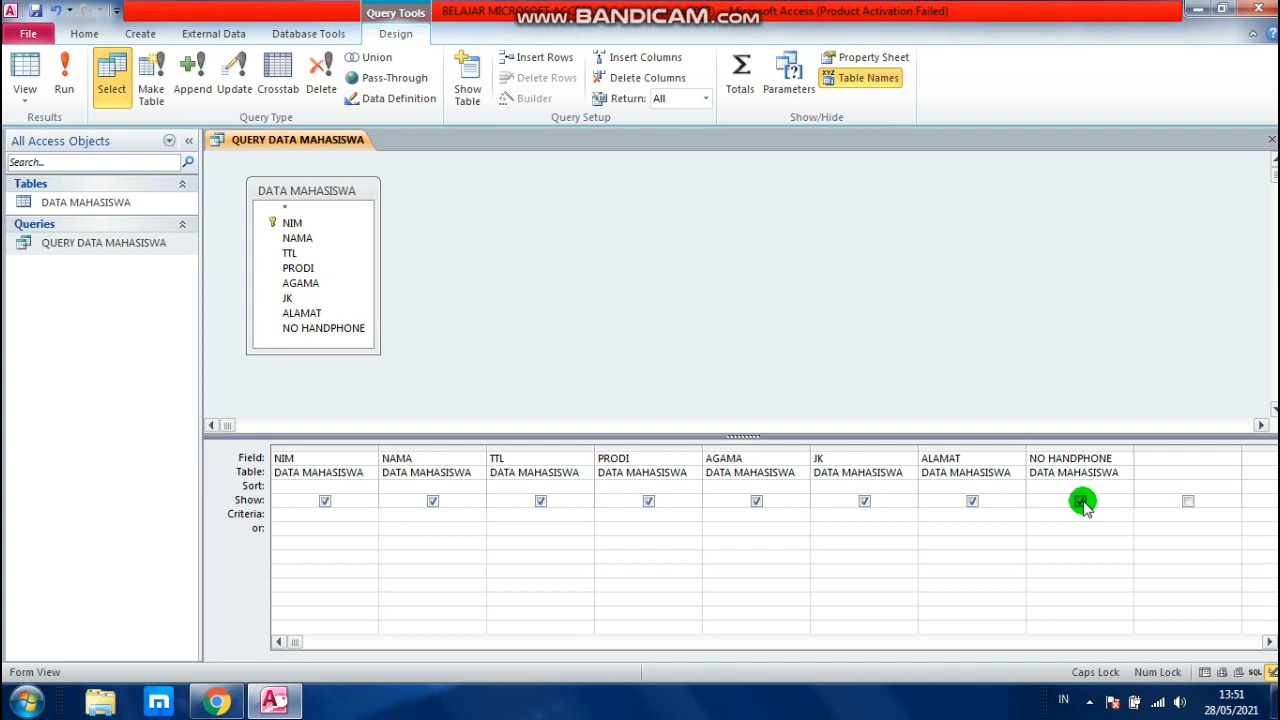 Query Tools
BELAJAR MICROSOFT ACCESS
www.BANDICAM.com
Microsoft Access (Product Activation Failed)
File Home Create External Data Database Tools Design
View
Run
Select
Make Table
Append
Update
Crosstab
Delete
Union
Pass-Through
Data Definition
Show Table
Insert Rows
Delete Rows
Builder
Insert Columns
Delete Columns
Return: All
Totals
Parameters
Property Sheet
Table Names
Results Query Type Query Setup Show/Hide
All Access Objects
Search...
Tables
DATA MAHASISWA
Queries
QUERY DATA MAHASISWA
QUERY DATA MAHASISWA
DATA MAHASISWA
*
NIM
NAMA
TTL
PRODI
AGAMA
JK
ALAMAT
NO HANDPHONE
Field: NIM NAMA TTL PRODI AGAMA JK ALAMAT NO HANDPHONE
Table: DATA MAHASISWA DATA MAHASISWA DATA MAHASISWA DATA MAHASISWA DATA MAHASISWA DATA MAHASISWA DATA MAHASISWA DATA MAHASISWA
Sort:
Show:
Criteria:
or:
Form View Caps Lock Num Lock SQL
IN
13:51
28/05/2021